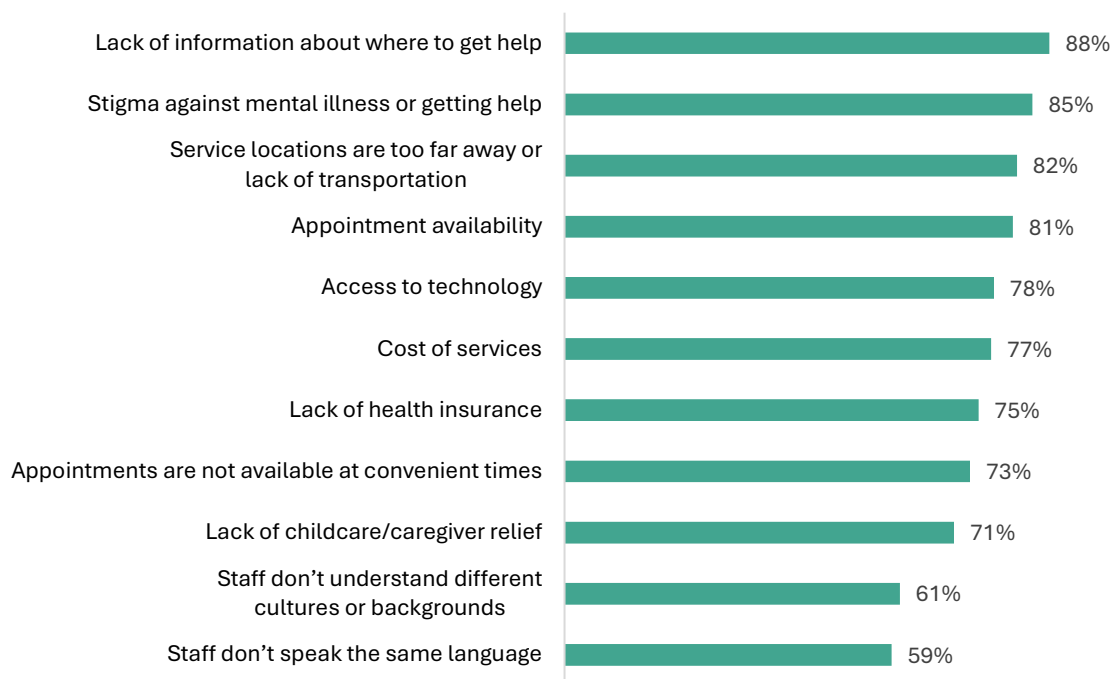 Lack of information about where to get help 88%
Stigma against mental illness or getting help 85%
Service locations are too far away or
lack of transportation 82%
Appointment availability 81%
Access to technology 78%
Cost of services 77%
Lack of health insurance 75%
Appointments are not available at convenient times 73%
Lack of childcare/caregiver relief 71%
Staff don’t understand different
cultures or backgrounds 61%
Staff don’t speak the same language 59%